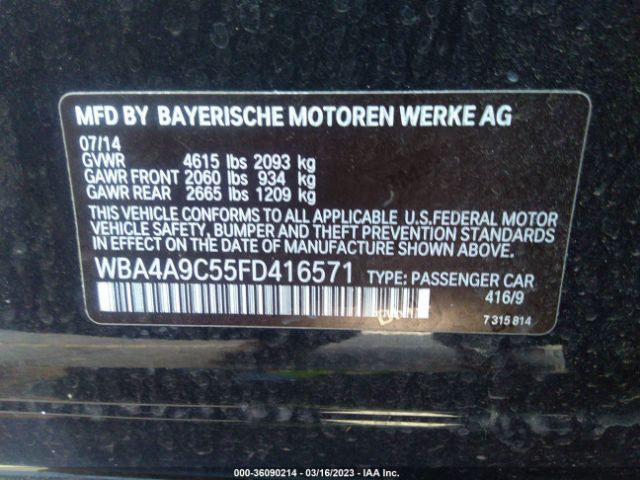 MFD BY BAYERISCHE MOTOREN WERKE AG
07/14
GVWR 4615 lbs 2093 kg
GAWR FRONT 2060 lbs 934 kg
GAWR REAR 2665 lbs 1209 kg
THIS VEHICLE CONFORMS TO ALL APPLICABLE U.S.FEDERAL MOTOR
VEHICLE SAFETY, BUMPER AND THEFT PREVENTION STANDARDS
IN EFFECT ON THE DATE OF MANUFACTURE SHOWN ABOVE.
WBA4A9C55FD416571 TYPE: PASSENGER CAR
416/9
7 315 814
000-36090214 - 03/16/2023 - IAA Inc.